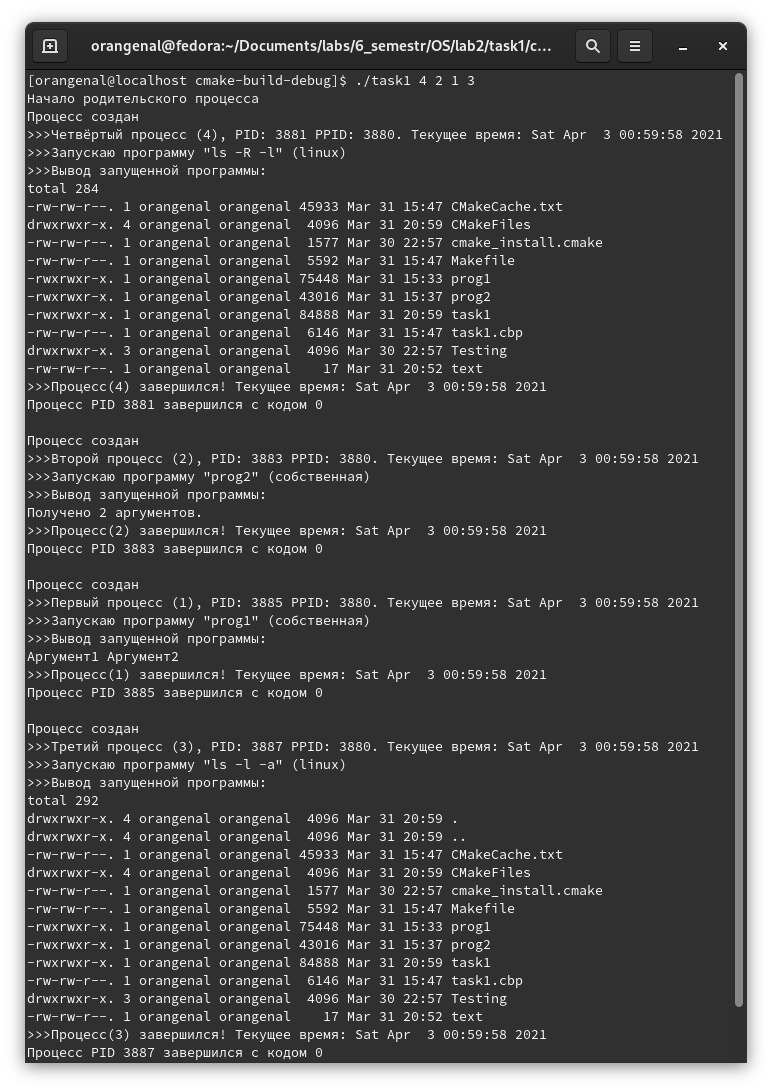 orangenal@fedora:~/Documents/labs/6_semestr/OS/lab2/task1/c...
[orangenal@localhost cmake-build-debug]$ ./task1 4 2 1 3
Начало родительского процесса
Процесс создан
>>>Четвёртый процесс (4), PID: 3881 PPID: 3880. Текущее время: Sat Apr  3 00:59:58 2021
>>>Запускаю программу "ls -R -l" (linux)
>>>Вывод запущенной программы:
total 284
-rw-rw-r--. 1 orangenal orangenal 45933 Mar 31 15:47 CMakeCache.txt
drwxrwxr-x. 4 orangenal orangenal  4096 Mar 31 20:59 CMakeFiles
-rw-rw-r--. 1 orangenal orangenal  1577 Mar 30 22:57 cmake_install.cmake
-rw-rw-r--. 1 orangenal orangenal  5592 Mar 31 15:47 Makefile
-rwxrwxr-x. 1 orangenal orangenal 75448 Mar 31 15:33 prog1
-rwxrwxr-x. 1 orangenal orangenal 43016 Mar 31 15:37 prog2
-rwxrwxr-x. 1 orangenal orangenal 84888 Mar 31 20:59 task1
-rw-rw-r--. 1 orangenal orangenal  6146 Mar 31 15:47 task1.cbp
drwxrwxr-x. 3 orangenal orangenal  4096 Mar 30 22:57 Testing
-rw-rw-r--. 1 orangenal orangenal    17 Mar 31 20:52 text
>>>Процесс(4) завершился! Текущее время: Sat Apr  3 00:59:58 2021
Процесс PID 3881 завершился с кодом 0
Процесс создан
>>>Второй процесс (2), PID: 3883 PPID: 3880. Текущее время: Sat Apr  3 00:59:58 2021
>>>Запускаю программу "prog2" (собственная)
>>>Вывод запущенной программы:
Получено 2 аргументов.
>>>Процесс(2) завершился! Текущее время: Sat Apr  3 00:59:58 2021
Процесс PID 3883 завершился с кодом 0
Процесс создан
>>>Первый процесс (1), PID: 3885 PPID: 3880. Текущее время: Sat Apr  3 00:59:58 2021
>>>Запускаю программу "prog1" (собственная)
>>>Вывод запущенной программы:
Аргумент1 Аргумент2
>>>Процесс(1) завершился! Текущее время: Sat Apr  3 00:59:58 2021
Процесс PID 3885 завершился с кодом 0
Процесс создан
>>>Третий процесс (3), PID: 3887 PPID: 3880. Текущее время: Sat Apr  3 00:59:58 2021
>>>Запускаю программу "ls -l -a" (linux)
>>>Вывод запущенной программы:
total 292
drwxrwxr-x. 4 orangenal orangenal  4096 Mar 31 20:59 .
drwxrwxr-x. 4 orangenal orangenal  4096 Mar 31 20:59 ..
-rw-rw-r--. 1 orangenal orangenal 45933 Mar 31 15:47 CMakeCache.txt
drwxrwxr-x. 4 orangenal orangenal  4096 Mar 31 20:59 CMakeFiles
-rw-rw-r--. 1 orangenal orangenal  1577 Mar 30 22:57 cmake_install.cmake
-rw-rw-r--. 1 orangenal orangenal  5592 Mar 31 15:47 Makefile
-rwxrwxr-x. 1 orangenal orangenal 75448 Mar 31 15:33 prog1
-rwxrwxr-x. 1 orangenal orangenal 43016 Mar 31 15:37 prog2
-rwxrwxr-x. 1 orangenal orangenal 84888 Mar 31 20:59 task1
-rw-rw-r--. 1 orangenal orangenal  6146 Mar 31 15:47 task1.cbp
drwxrwxr-x. 3 orangenal orangenal  4096 Mar 30 22:57 Testing
-rw-rw-r--. 1 orangenal orangenal    17 Mar 31 20:52 text
>>>Процесс(3) завершился! Текущее время: Sat Apr  3 00:59:58 2021
Процесс PID 3887 завершился с кодом 0